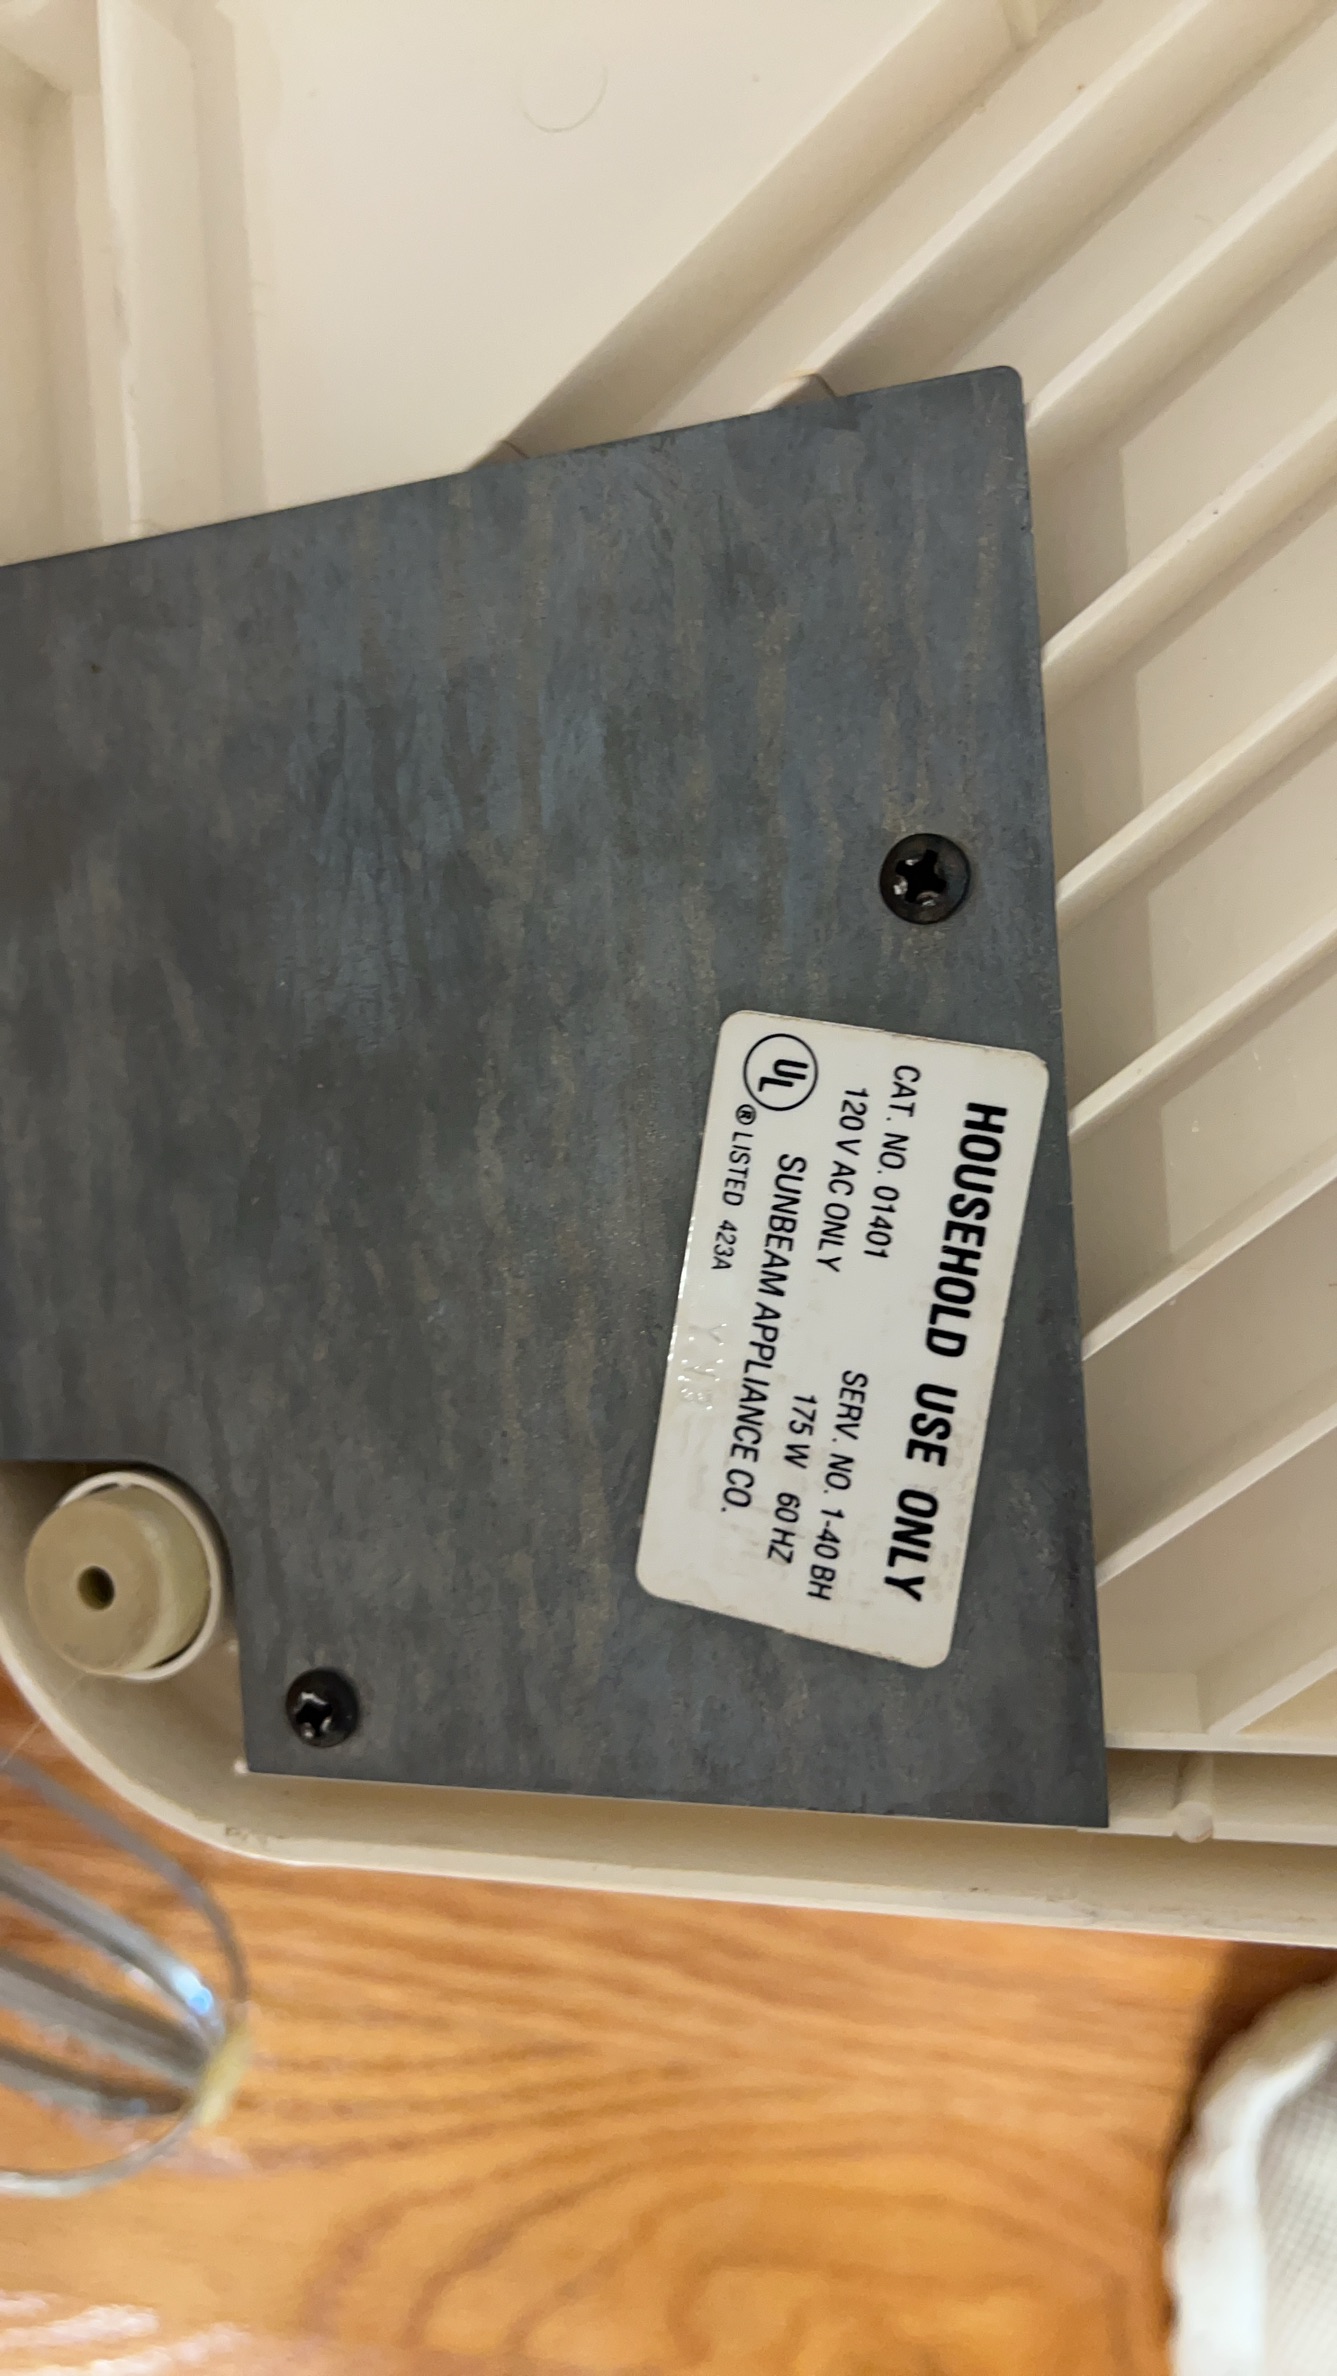 HOUSEHOLD USE ONLY
CAT. NO. 01401 SERV. NO. 1-40 BH
120 V AC ONLY 175 W 60 HZ
UL SUNBEAM APPLIANCE CO.
® LISTED 423A